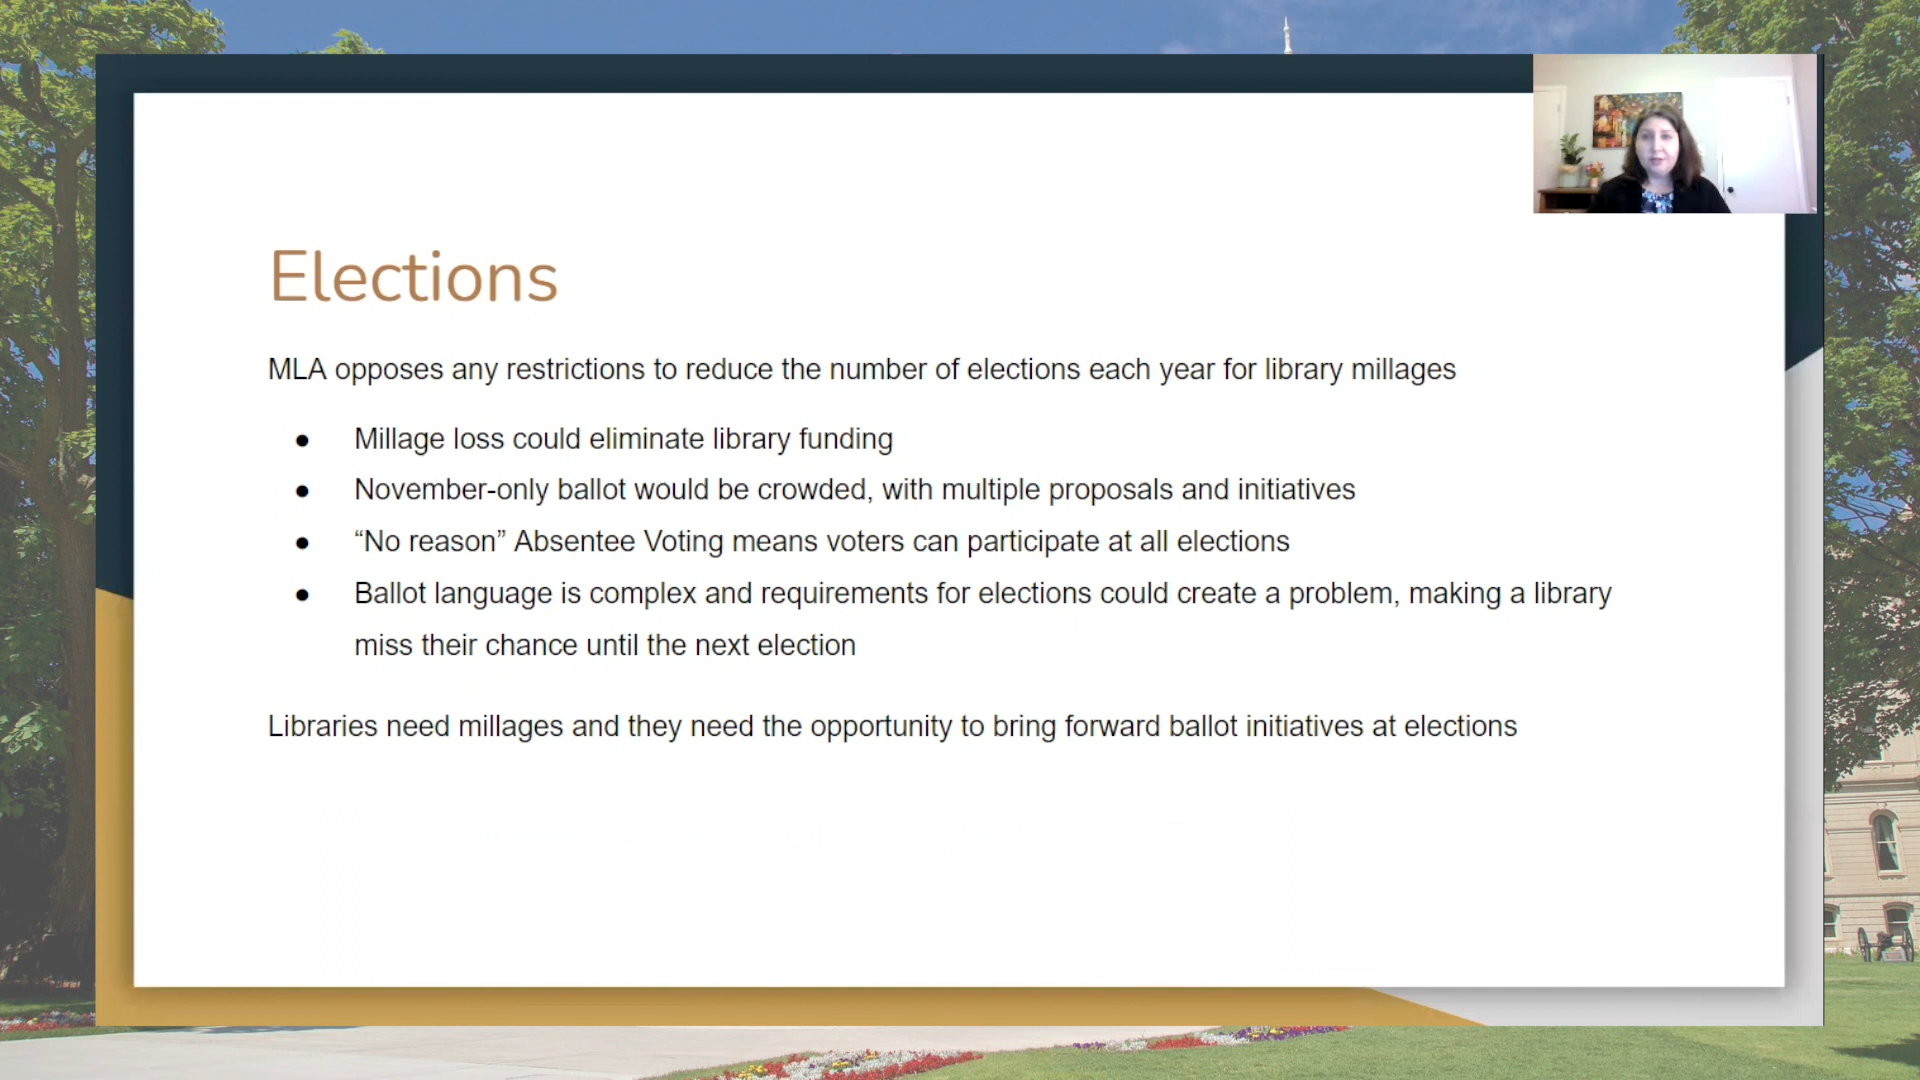 Elections
MLA opposes any restrictions to reduce the number of elections each year for library millages
● Millage loss could eliminate library funding
● November-only ballot would be crowded, with multiple proposals and initiatives
● “No reason” Absentee Voting means voters can participate at all elections
● Ballot language is complex and requirements for elections could create a problem, making a library
miss their chance until the next election
Libraries need millages and they need the opportunity to bring forward ballot initiatives at elections